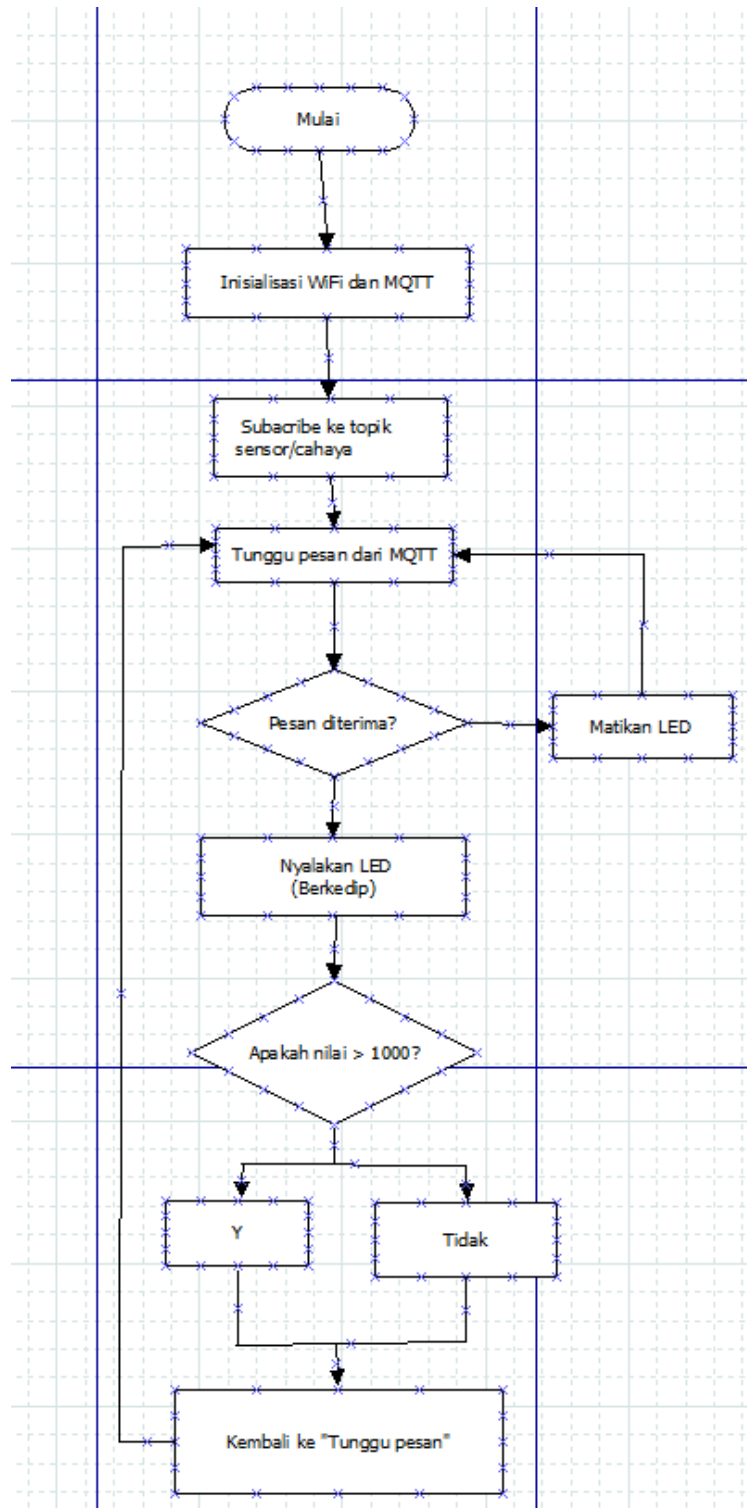 Mulai
Inisialisasi WiFi dan MQTT
Subacribe ke topik
sensor/cahaya
Tunggu pesan dari MQTT
Pesan diterima?
Matikan LED
Nyalakan LED
(Berkedip)
Apakah nilai > 1000?
Y
Tidak
Kembali ke "Tunggu pesan"